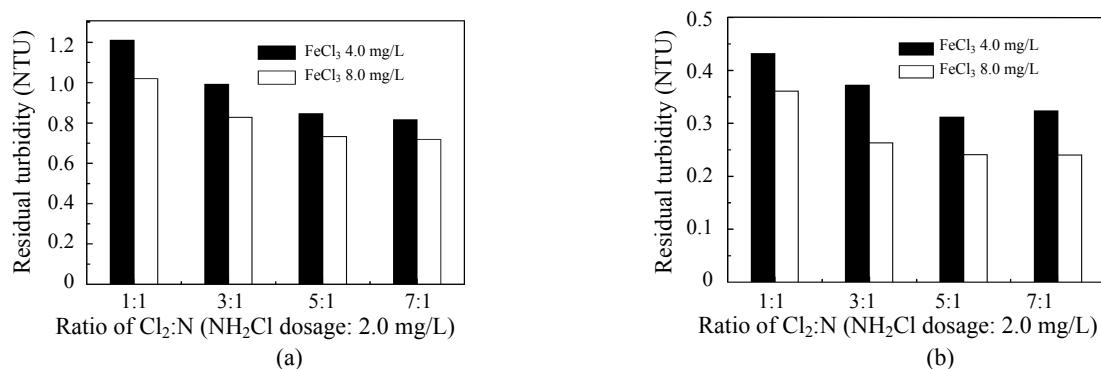 Residual turbidity (NTU)
1.2
1.0
0.8
0.6
0.4
0.2
0
FeCl₃ 4.0 mg/L
FeCl₃ 8.0 mg/L
1:1 3:1 5:1 7:1
Ratio of Cl₂:N (NH₂Cl dosage: 2.0 mg/L)
(a)
Residual turbidity (NTU)
0.5
0.4
0.3
0.2
0.1
0
FeCl₃ 4.0 mg/L
FeCl₃ 8.0 mg/L
1:1 3:1 5:1 7:1
Ratio of Cl₂:N (NH₂Cl dosage: 2.0 mg/L)
(b)